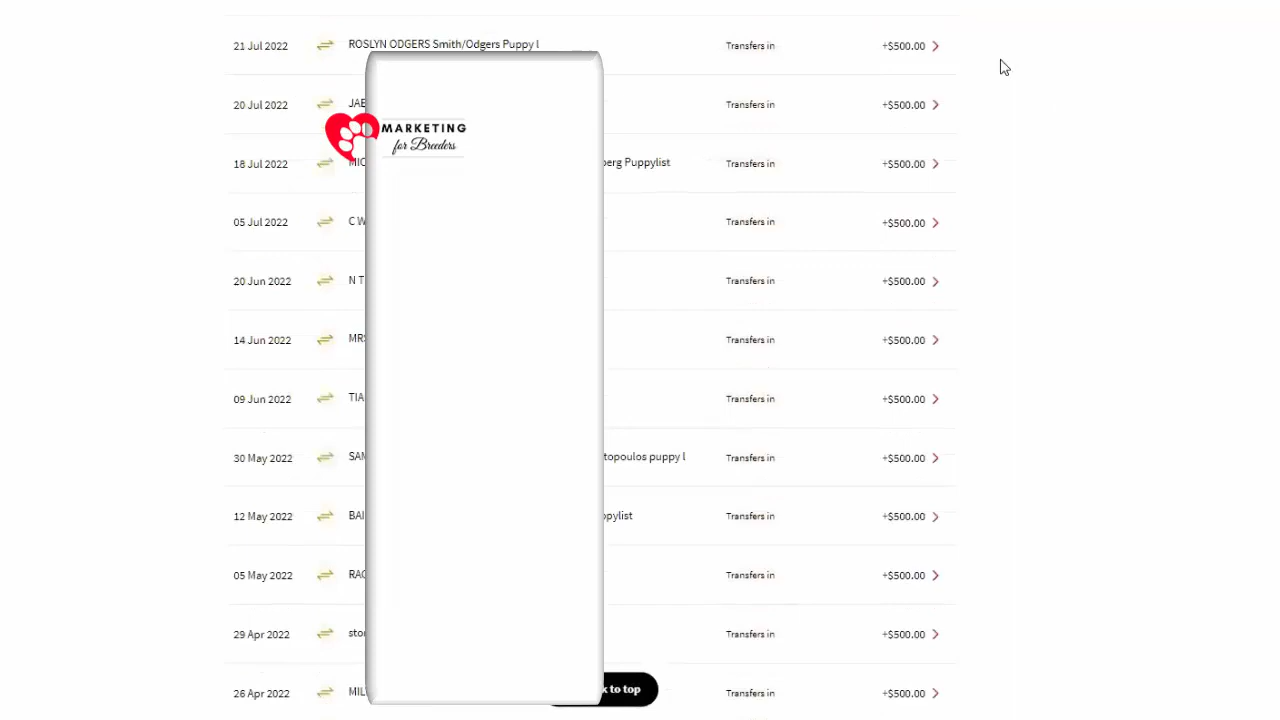 21 Jul 2022 ROSLYN ODGERS Smith/Odgers Puppy l Transfers in +$500.00
20 Jul 2022 JAE Transfers in +$500.00
MARKETING
for Breeders
18 Jul 2022 MIC berg Puppylist Transfers in +$500.00
05 Jul 2022 C W Transfers in +$500.00
20 Jun 2022 N T Transfers in +$500.00
14 Jun 2022 MRS Transfers in +$500.00
09 Jun 2022 TIA Transfers in +$500.00
30 May 2022 SAM topoulos puppy l Transfers in +$500.00
12 May 2022 BAI ppylist Transfers in +$500.00
05 May 2022 RAC Transfers in +$500.00
29 Apr 2022 stor Transfers in +$500.00
26 Apr 2022 MIL k to top Transfers in +$500.00